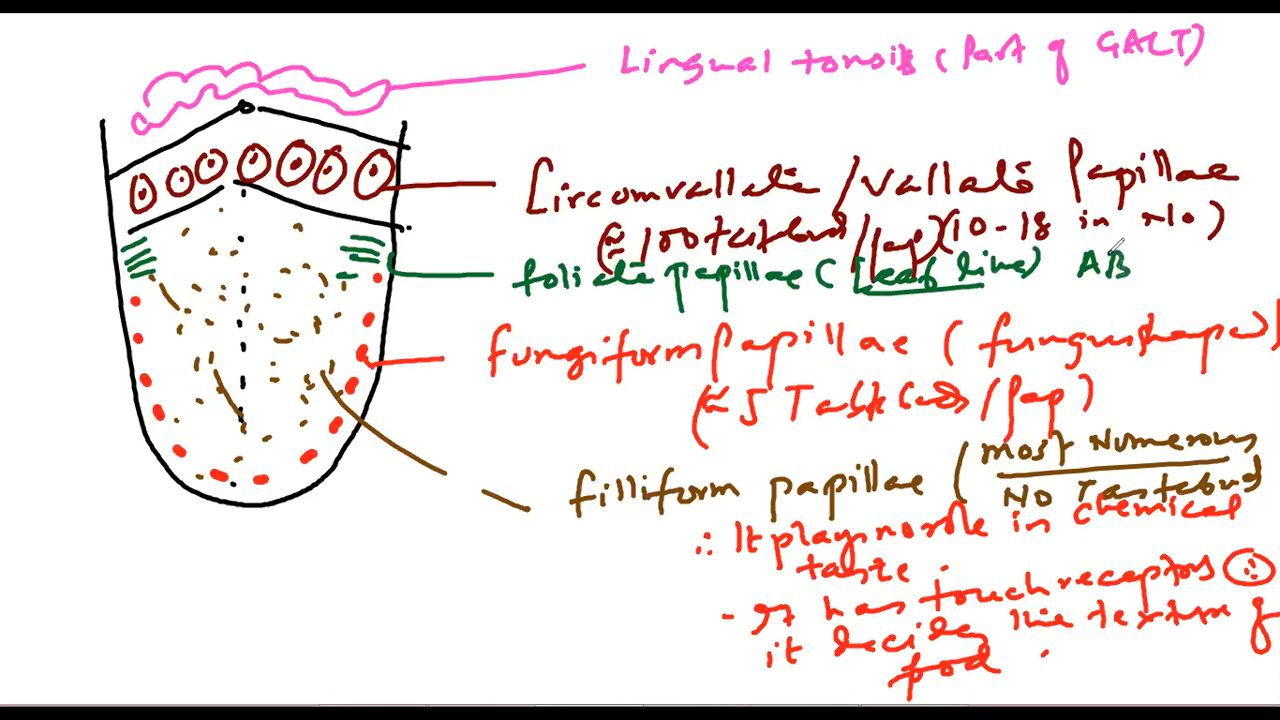 Lingual tonsils (Part of GALT)
Circumvallate / Vallate Papillae
(≈ 100 tastebud / pap) (10 - 18 in No)
foliate papillae (Leaf like) AB
fungiform Papillae (fungus shaped)
(≈ 5 Taste buds / pap)
filliform papillae (most Numerous
No Tastebud
∴ It plays no role in chemical
taste.
- It has touch receptors ∴
it decides the texture of
food.